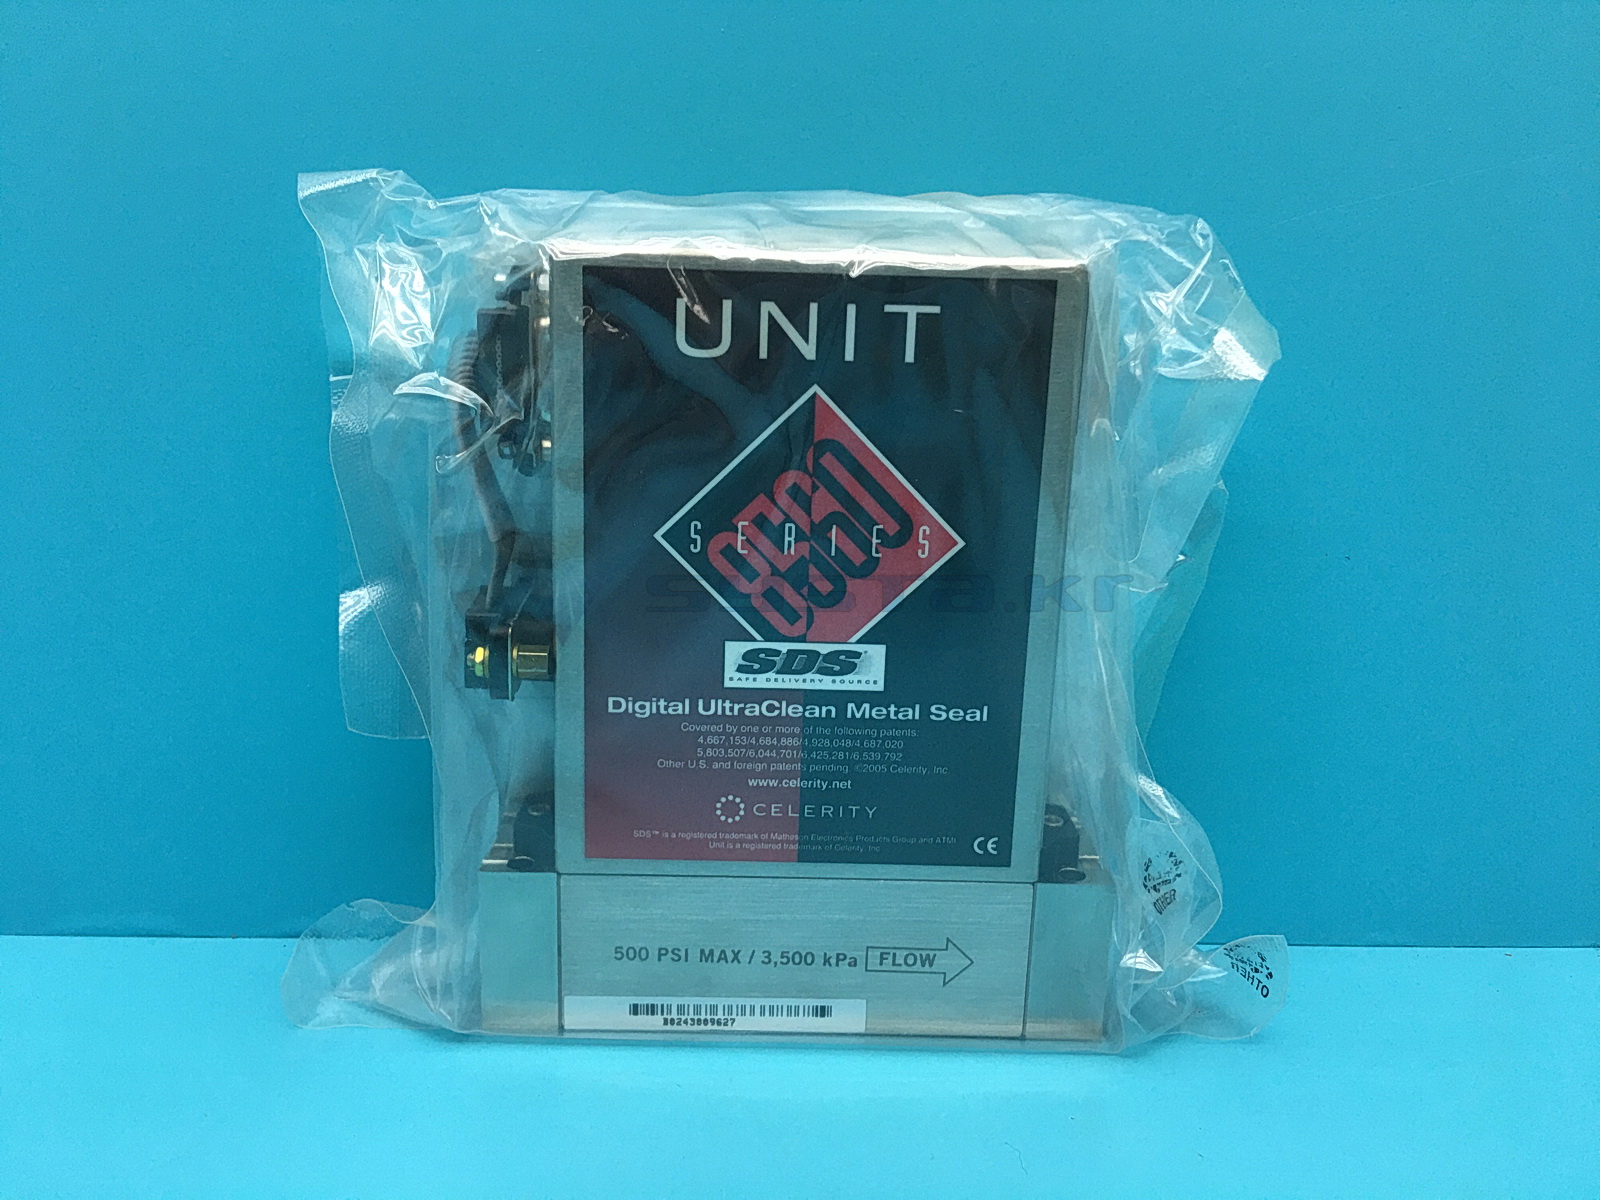 UNIT
8560
SERIES
SDS
SAFE DELIVERY SOURCE
Digital UltraClean Metal Seal
Covered by one or more of the following patents:
4,667,153/4,684,886/4,928,048/4,687,020
5,803,507/6,044,701/6,425,281/6,539,792
Other U.S. and foreign patents pending. ©2005 Celerity, Inc.
www.celerity.net
CELERITY
SDS™ is a registered trademark of Matheson Electronics Products Group and ATMI
Unit is a registered trademark of Celerity, Inc.
CE
500 PSI MAX / 3,500 kPa FLOW
B0243809627
OTHER
OTHER